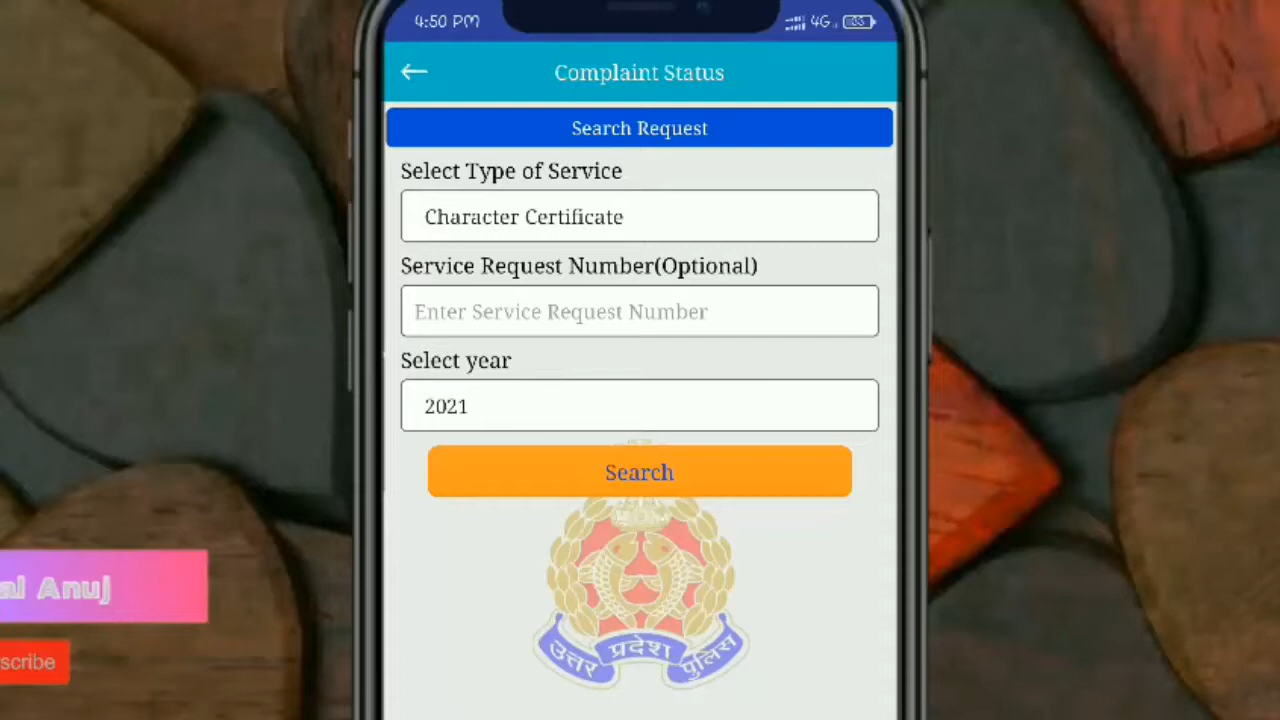 4:50 PM
4G
Complaint Status
Search Request
Select Type of Service
Character Certificate
Service Request Number(Optional)
Enter Service Request Number
Select year
2021
Search
उत्तर प्रदेश पुलिस
al Anuj
scribe